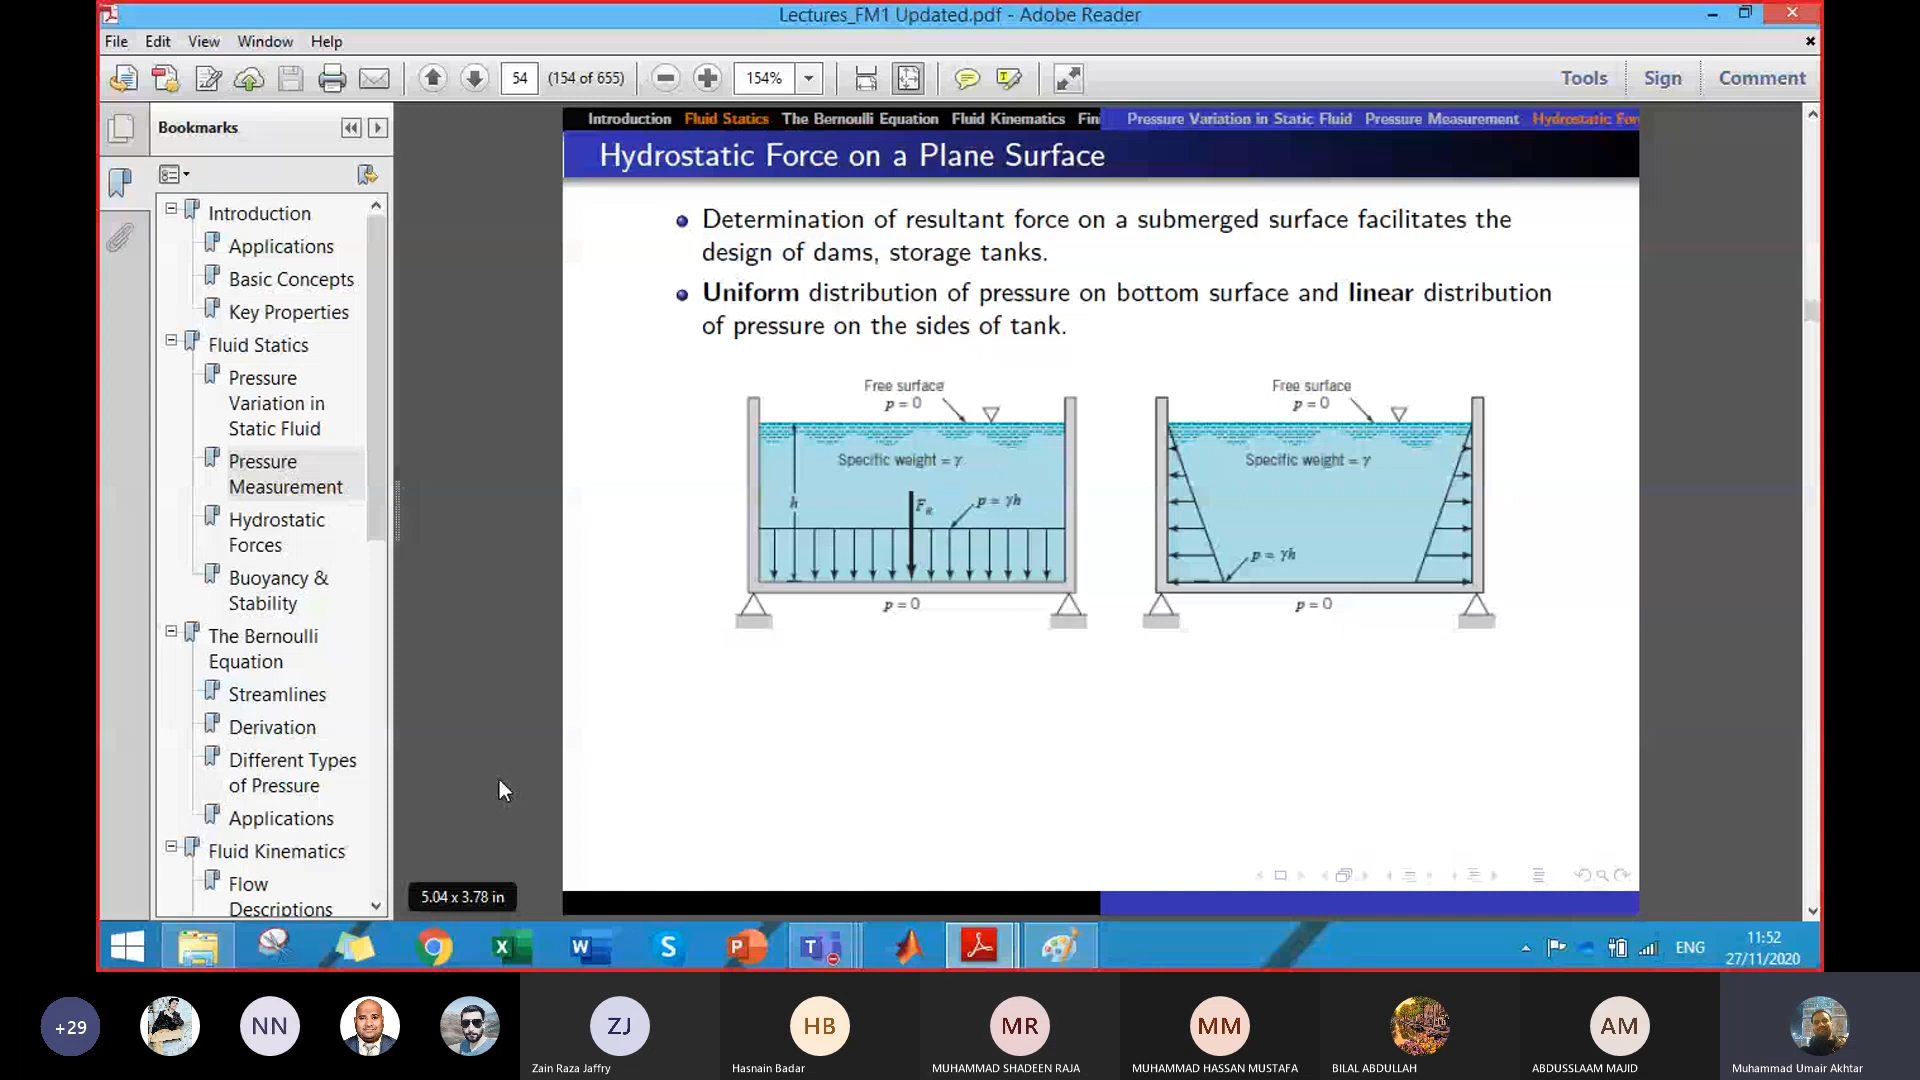 Lectures_FM1 Updated.pdf - Adobe Reader
File Edit View Window Help
54 (154 of 655) 154% Tools Sign Comment
Bookmarks
Introduction
Applications
Basic Concepts
Key Properties
Fluid Statics
Pressure
Variation in
Static Fluid
Pressure
Measurement
Hydrostatic
Forces
Buoyancy &
Stability
The Bernoulli
Equation
Streamlines
Derivation
Different Types
of Pressure
Applications
Fluid Kinematics
Flow
Descriptions
Introduction Fluid Statics The Bernoulli Equation Fluid Kinematics Fini Pressure Variation in Static Fluid Pressure Measurement Hydrostatic For
Hydrostatic Force on a Plane Surface
Determination of resultant force on a submerged surface facilitates the
design of dams, storage tanks.
Uniform distribution of pressure on bottom surface and linear distribution
of pressure on the sides of tank.
Free surface
p = 0
Specific weight = γ
h
F_R
p = γh
p = 0
Free surface
p = 0
Specific weight = γ
p = γh
p = 0
5.04 x 3.78 in
ENG
11:52
27/11/2020
+29
NN
ZJ
Zain Raza Jaffry
HB
Hasnain Badar
MR
MUHAMMAD SHADEEN RAJA
MM
MUHAMMAD HASSAN MUSTAFA
BILAL ABDULLAH
AM
ABDUSSLAAM MAJID
Muhammad Umair Akhtar